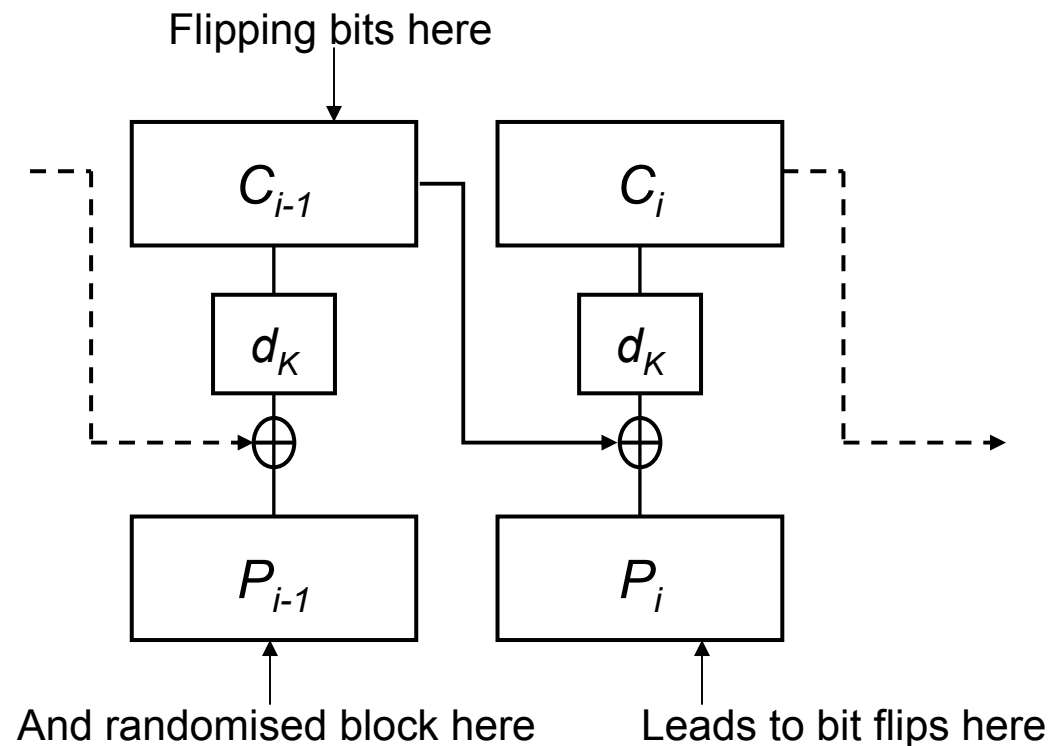 Flipping bits here
C_{i-1}
C_i
d_K
d_K
P_{i-1}
P_i
And randomised block here
Leads to bit flips here